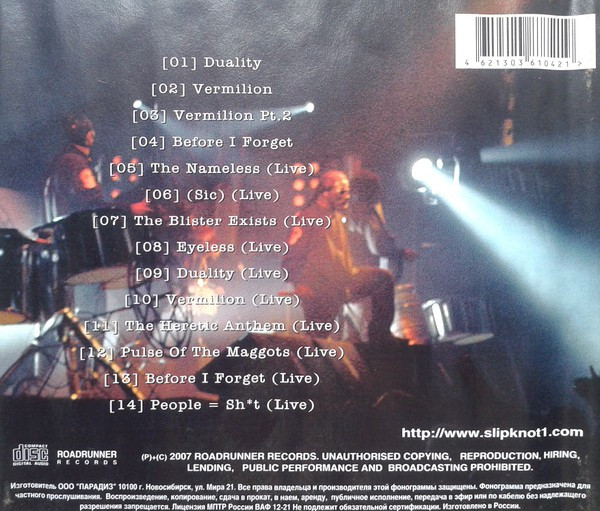 4 621303 610421 >
[01] Duality
[02] Vermilion
[03] Vermilion Pt.2
[04] Before I Forget
[05] The Nameless (Live)
[06] (Sic) (Live)
[07] The Blister Exists (Live)
[08] Eyeless (Live)
[09] Duality (Live)
[10] Vermilion (Live)
[11] The Heretic Anthem (Live)
[12] Pulse Of The Maggots (Live)
[13] Before I Forget (Live)
[14] People = Sh*t (Live)
http://www.slipknot1.com
COMPACT
disc
DIGITAL AUDIO
ROADRUNNER
RECORDS
(P)+(C) 2007 ROADRUNNER RECORDS. UNAUTHORISED COPYING, REPRODUCTION, HIRING,
LENDING, PUBLIC PERFORMANCE AND BROADCASTING PROHIBITED.
Изготовитель ООО "ПАРАДИЗ" 10100 г. Новосибирск, ул. Мира 21. Все права владельца и производителя этой фонограммы защищены. Фонограмма предназначена для
частного прослушивания. Воспроизведение, копирование, сдача в прокат, в наем, аренду, публичное исполнение, передача в эфир или по кабелю без надлежащего
разрешения запрещается. Лицензия МПТР России ВАФ 12-21 Не подлежит обязательной сертификации. Изготовлено в России.